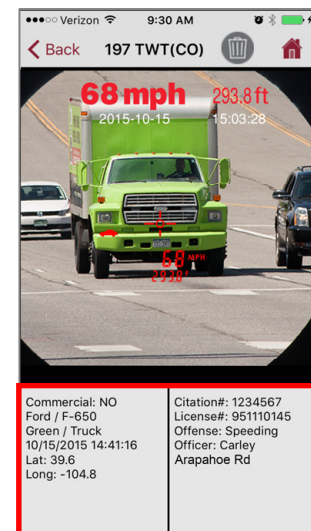 Verizon 9:30 AM
Back 197 TWT(CO)
68 mph 293.8 ft
2015-10-15 15:03:28
68 MPH
293.8'
Commercial: NO
Ford / F-650
Green / Truck
10/15/2015 14:41:16
Lat: 39.6
Long: -104.8
Citation#: 1234567
License#: 951110145
Offense: Speeding
Officer: Carley
Arapahoe Rd